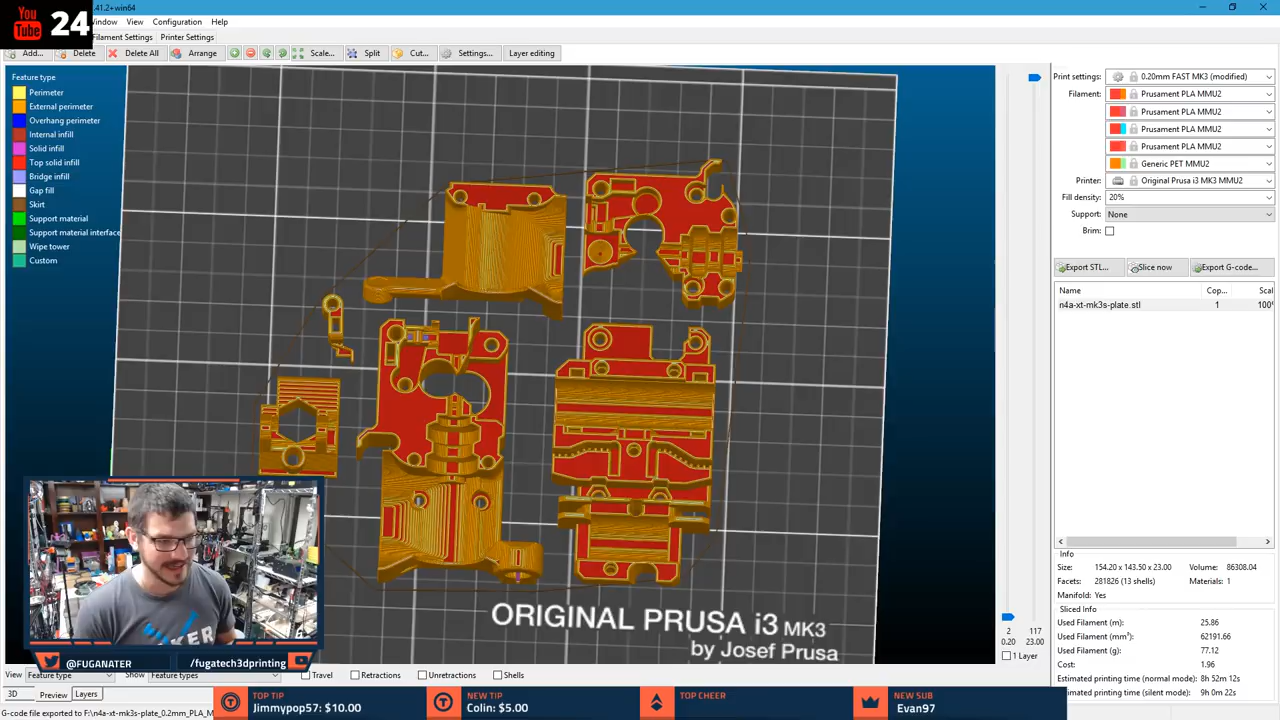 You Tube 24
.41.2+win64
Window View Configuration Help
Filament Settings Printer Settings
Add... Delete Delete All Arrange Scale... Split Cut... Settings... Layer editing
Feature type
Perimeter
External perimeter
Overhang perimeter
Internal infill
Solid infill
Top solid infill
Bridge infill
Gap fill
Skirt
Support material
Support material interface
Wipe tower
Custom
ORIGINAL PRUSA i3 MK3
by Josef Prusa
2 117
0.20 23.00
1 Layer
Print settings: 0.20mm FAST MK3 (modified)
Filament: Prusament PLA MMU2
Prusament PLA MMU2
Prusament PLA MMU2
Prusament PLA MMU2
Generic PET MMU2
Printer: Original Prusa i3 MK3 MMU2
Fill density: 20%
Support: None
Brim:
Export STL... Slice now Export G-code...
Name Cop... Scal
n4a-xt-mk3s-plate.stl 1 100%
Info
Size: 154.20 x 143.50 x 23.00 Volume: 86308.04
Facets: 281826 (13 shells) Materials: 1
Manifold: Yes
Sliced Info
Used Filament (m): 25.86
Used Filament (mm³): 62191.66
Used Filament (g): 77.12
Cost: 1.96
Estimated printing time (normal mode): 8h 52m 12s
Estimated printing time (silent mode): 9h 0m 22s
@FUGANATER /fugatech3dprinting
View Feature type Show Feature types Travel Retractions Unretractions Shells
3D Preview Layers
TOP TIP
Jimmypop57: $10.00
NEW TIP
Colin: $5.00
TOP CHEER
NEW SUB
Evan97
G-code file exported to F:\n4a-xt-mk3s-plate_0.2mm_PLA_M